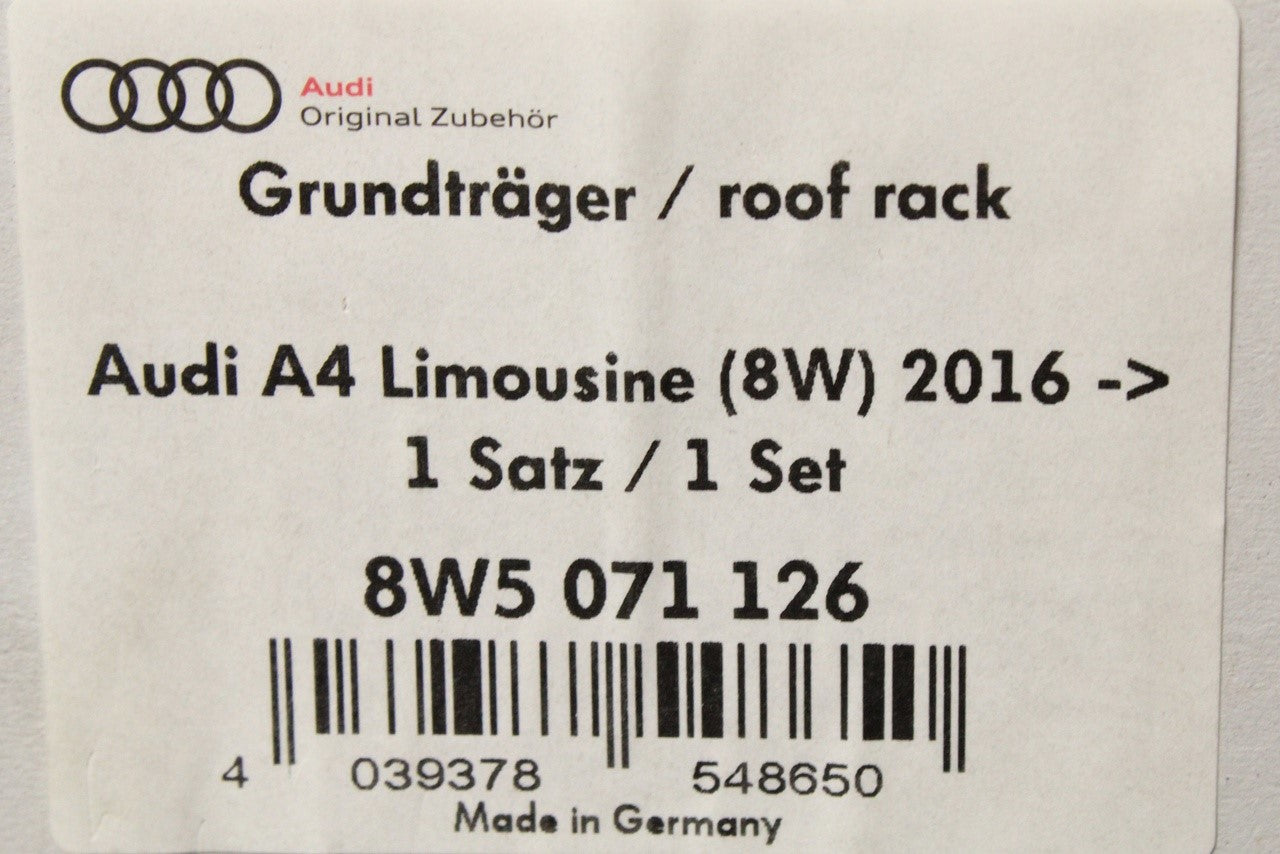 Audi
Original Zubehör
Grundträger / roof rack
Audi A4 Limousine (8W) 2016 ->
1 Satz / 1 Set
8W5 071 126
4 039378 548650
Made in Germany